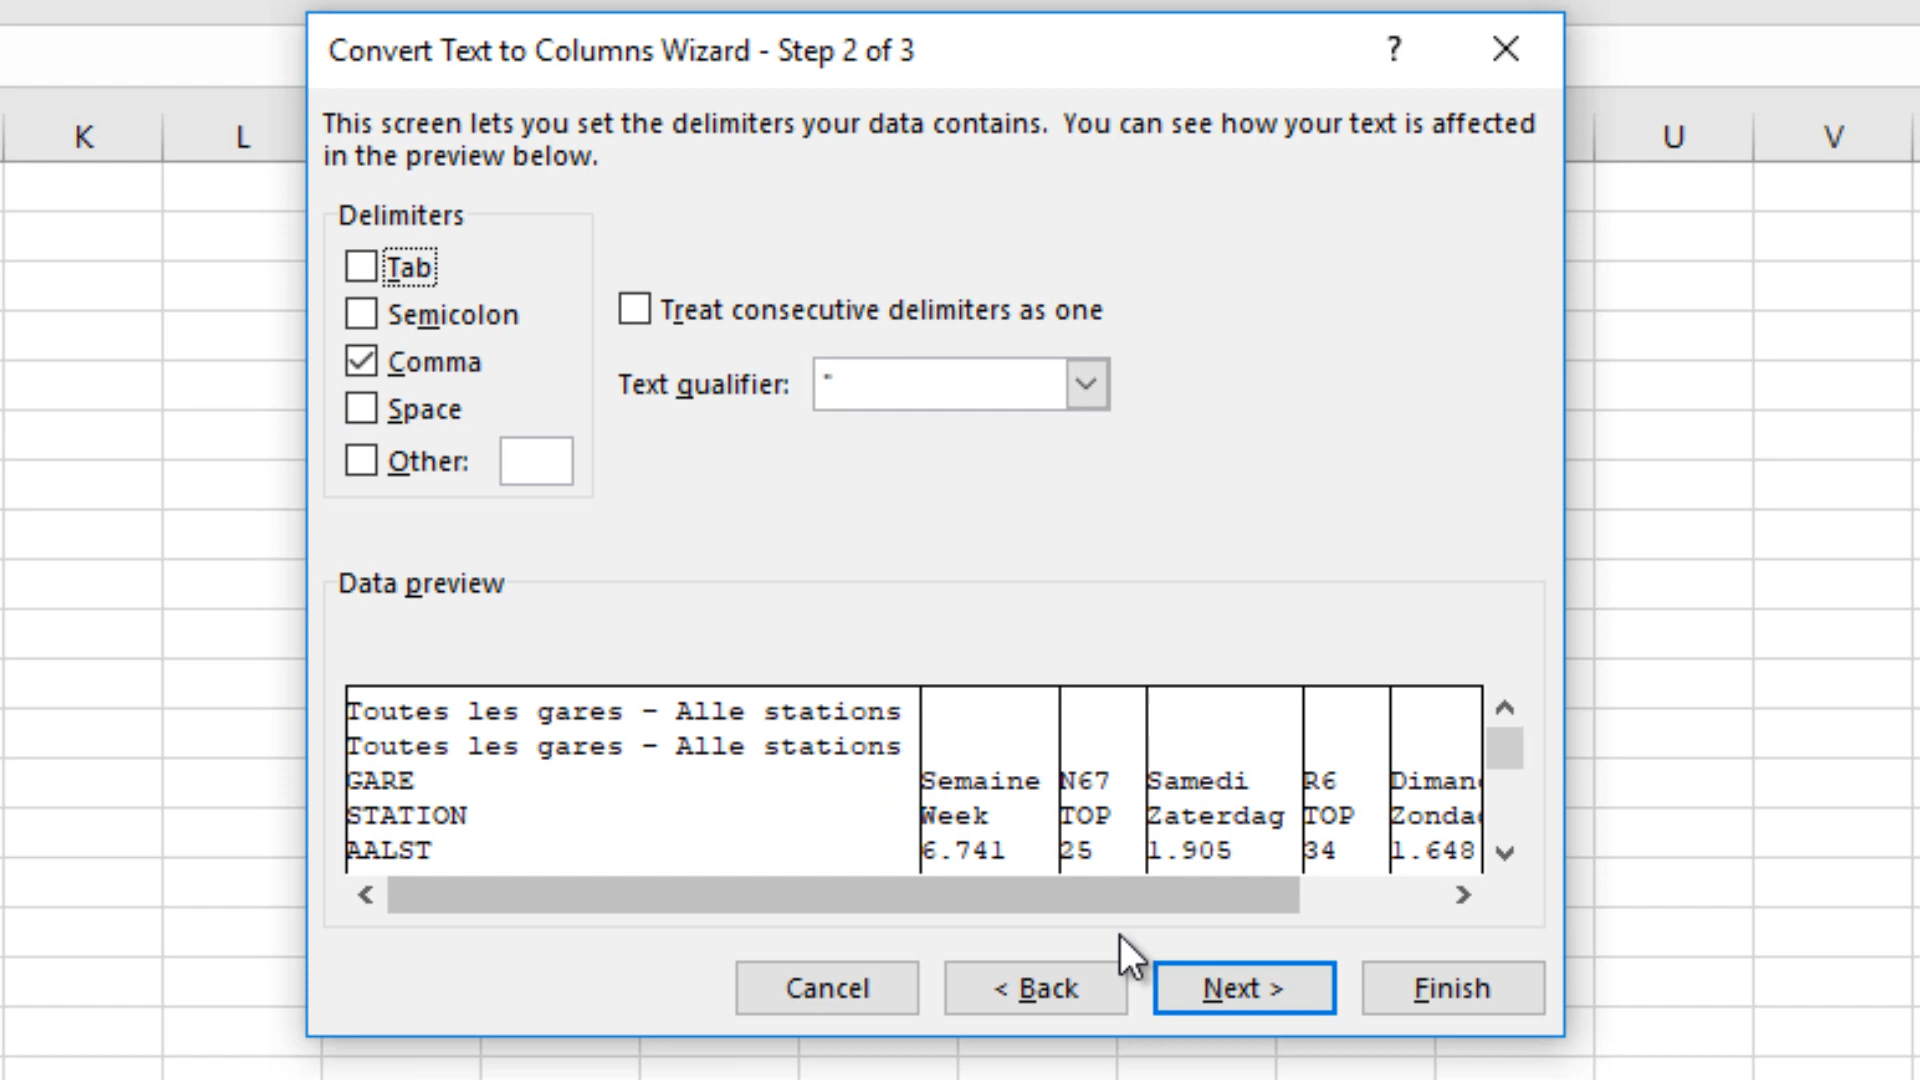 Convert Text to Columns Wizard - Step 2 of 3
?
This screen lets you set the delimiters your data contains. You can see how your text is affected
in the preview below.
K
L
U
V
Delimiters
Tab
Semicolon
Comma
Space
Other:
Treat consecutive delimiters as one
Text qualifier: "
Data preview
Toutes les gares - Alle stations
Toutes les gares - Alle stations
GARE Semaine N67 Samedi R6 Dimanc
STATION Week TOP Zaterdag TOP Zondag
AALST 6.741 25 1.905 34 1.648
Cancel
< Back
Next >
Finish